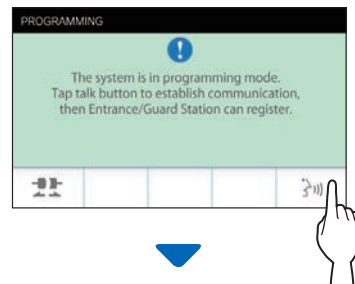 PROGRAMMING
The system is in programming mode.
Tap talk button to establish communication,
then Entrance/Guard Station can register.